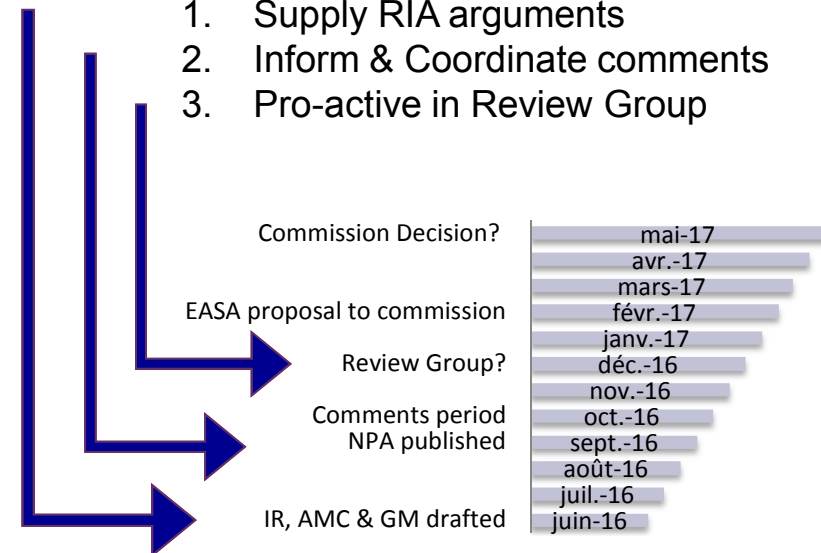 1. Supply RIA arguments
2. Inform & Coordinate comments
3. Pro-active in Review Group
Commission Decision? mai-17
avr.-17
mars-17
EASA proposal to commission févr.-17
janv.-17
Review Group? déc.-16
nov.-16
Comments period oct.-16
NPA published sept.-16
août-16
juil.-16
IR, AMC & GM drafted juin-16